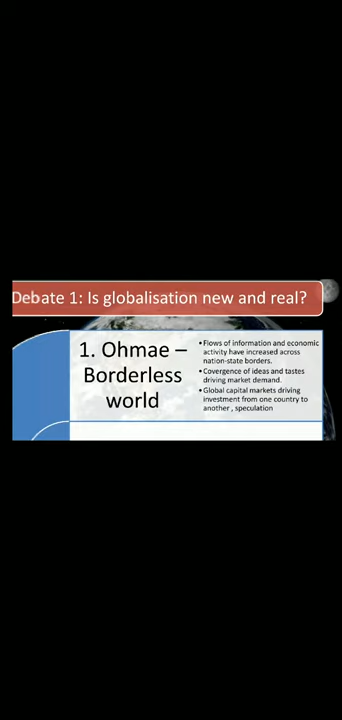 Debate 1: Is globalisation new and real?
1. Ohmae –
Borderless
world
•Flows of information and economic
activity have increased across
nation-state borders.
•Covergence of ideas and tastes
driving market demand.
•Global capital markets driving
investment from one country to
another , speculation